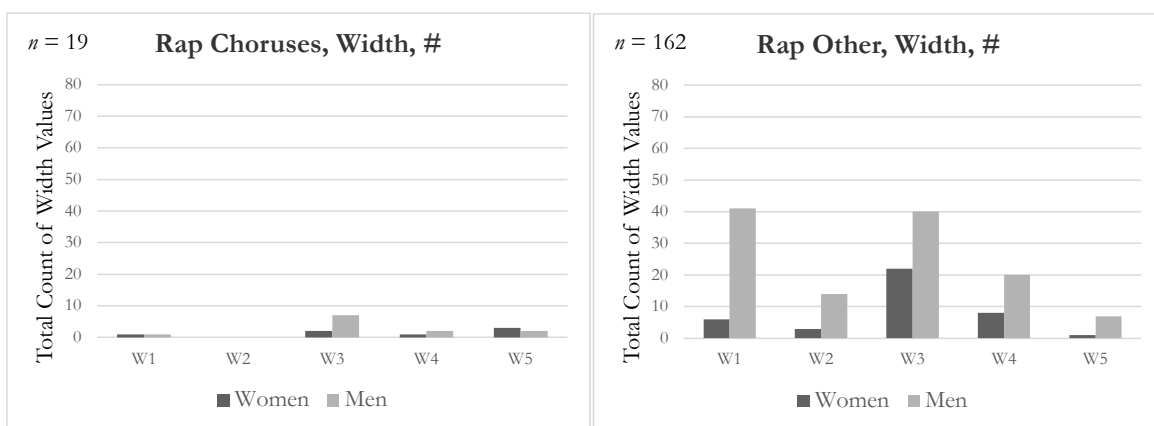 n = 19
Rap Choruses, Width, #
Total Count of Width Values
80
70
60
50
40
30
20
10
0
W1 W2 W3 W4 W5
Women Men
n = 162
Rap Other, Width, #
Total Count of Width Values
80
70
60
50
40
30
20
10
0
W1 W2 W3 W4 W5
Women Men